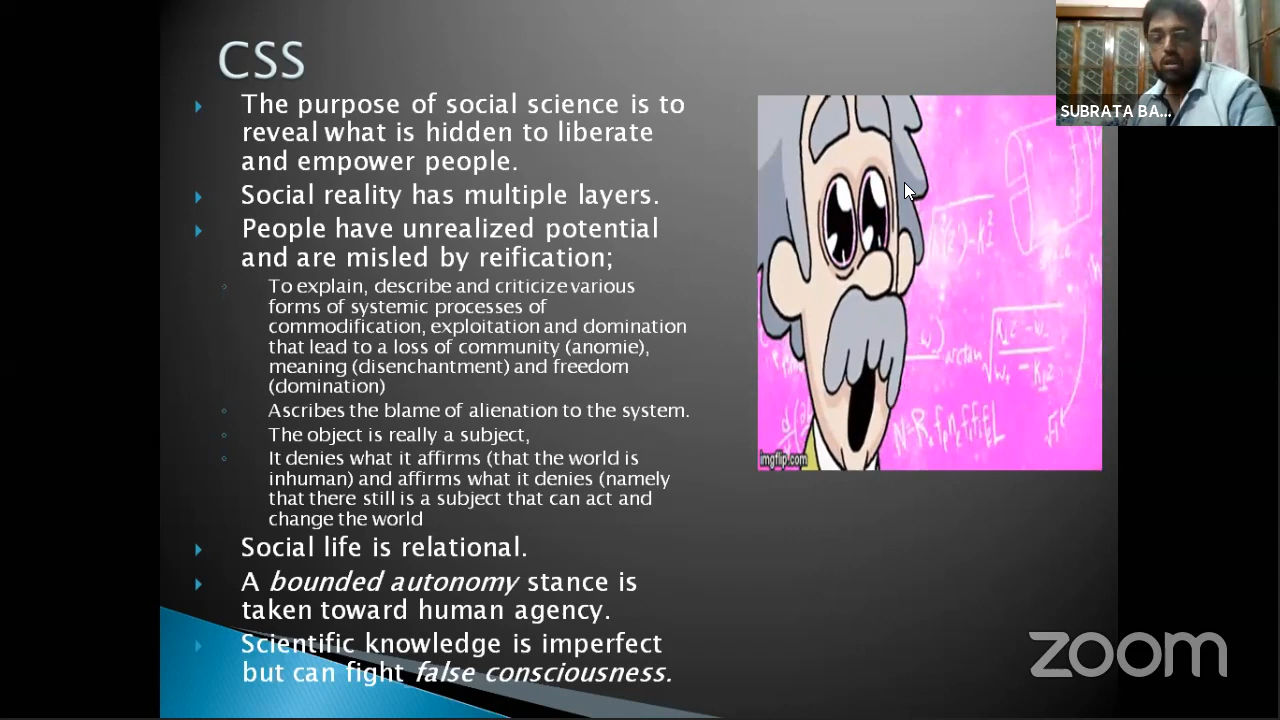 CSS
The purpose of social science is to
reveal what is hidden to liberate
and empower people.
Social reality has multiple layers.
People have unrealized potential
and are misled by reification;
To explain, describe and criticize various
forms of systemic processes of
commodification, exploitation and domination
that lead to a loss of community (anomie),
meaning (disenchantment) and freedom
(domination)
Ascribes the blame of alienation to the system.
The object is really a subject,
It denies what it affirms (that the world is
inhuman) and affirms what it denies (namely
that there still is a subject that can act and
change the world
Social life is relational.
A bounded autonomy stance is
taken toward human agency.
Scientific knowledge is imperfect
but can fight false consciousness.
SUBRATA BA...
arctan
imgflip.com
zoom